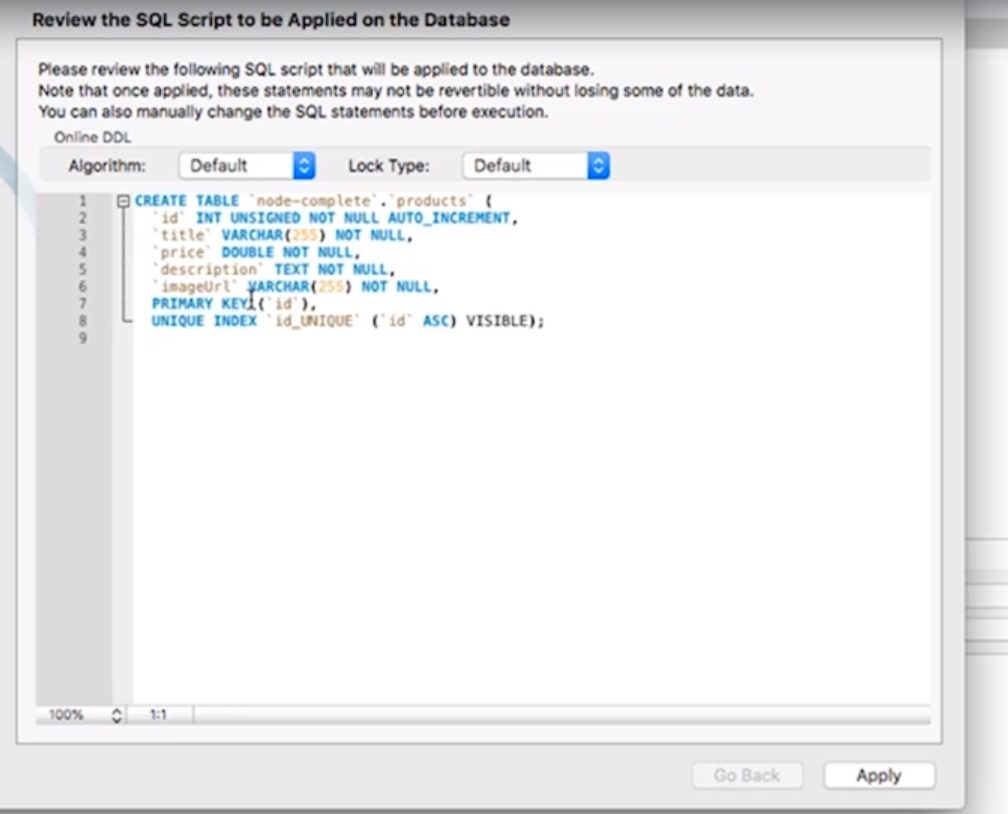 Review the SQL Script to be Applied on the Database
Please review the following SQL script that will be applied to the database.
Note that once applied, these statements may not be revertible without losing some of the data.
You can also manually change the SQL statements before execution.
Online DDL
Algorithm: Default Lock Type: Default
1 CREATE TABLE `node-complete`.`products` (
2 `id` INT UNSIGNED NOT NULL AUTO_INCREMENT,
3 `title` VARCHAR(255) NOT NULL,
4 `price` DOUBLE NOT NULL,
5 `description` TEXT NOT NULL,
6 `imageUrl` VARCHAR(255) NOT NULL,
7 PRIMARY KEY (`id`),
8 UNIQUE INDEX `id_UNIQUE` (`id` ASC) VISIBLE);
9
100% 1:1
Go Back Apply